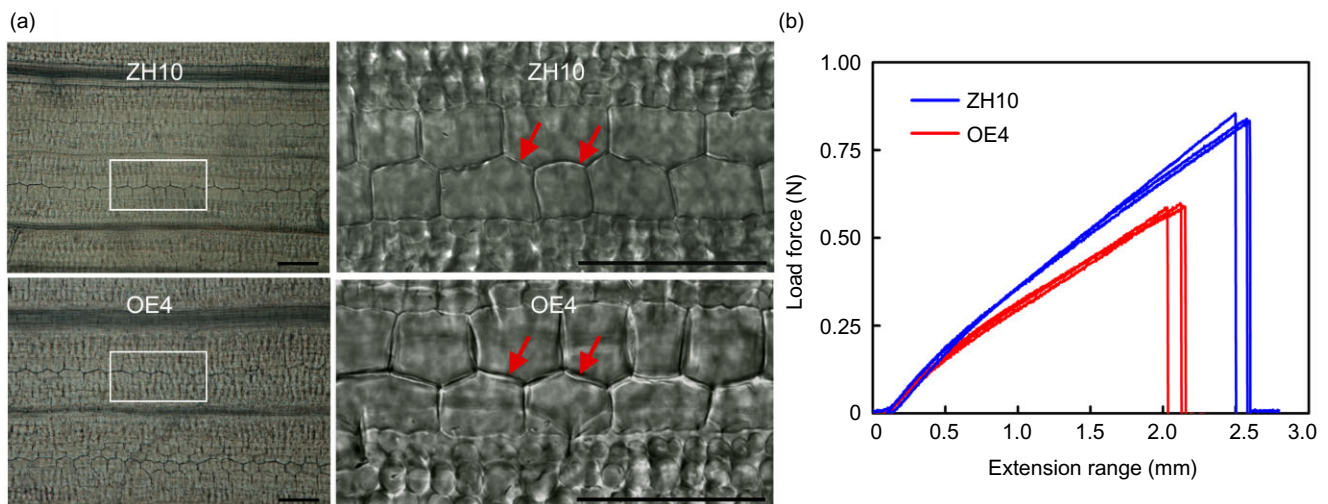 (a)
ZH10
ZH10
OE4
OE4
(b)
1.00
0.75
0.50
0.25
0
Load force (N)
ZH10
OE4
0 0.5 1.0 1.5 2.0 2.5 3.0
Extension range (mm)